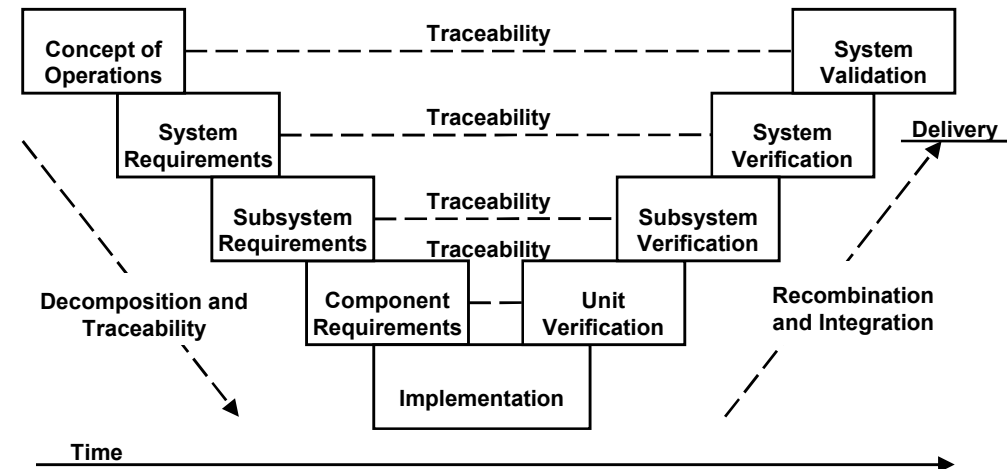 Traceability
Concept of
Operations
System
Validation
Traceability
System
Requirements
System
Verification
Delivery
Traceability
Subsystem
Requirements
Subsystem
Verification
Traceability
Decomposition and
Traceability
Component
Requirements
Unit
Verification
Recombination
and Integration
Implementation
Time